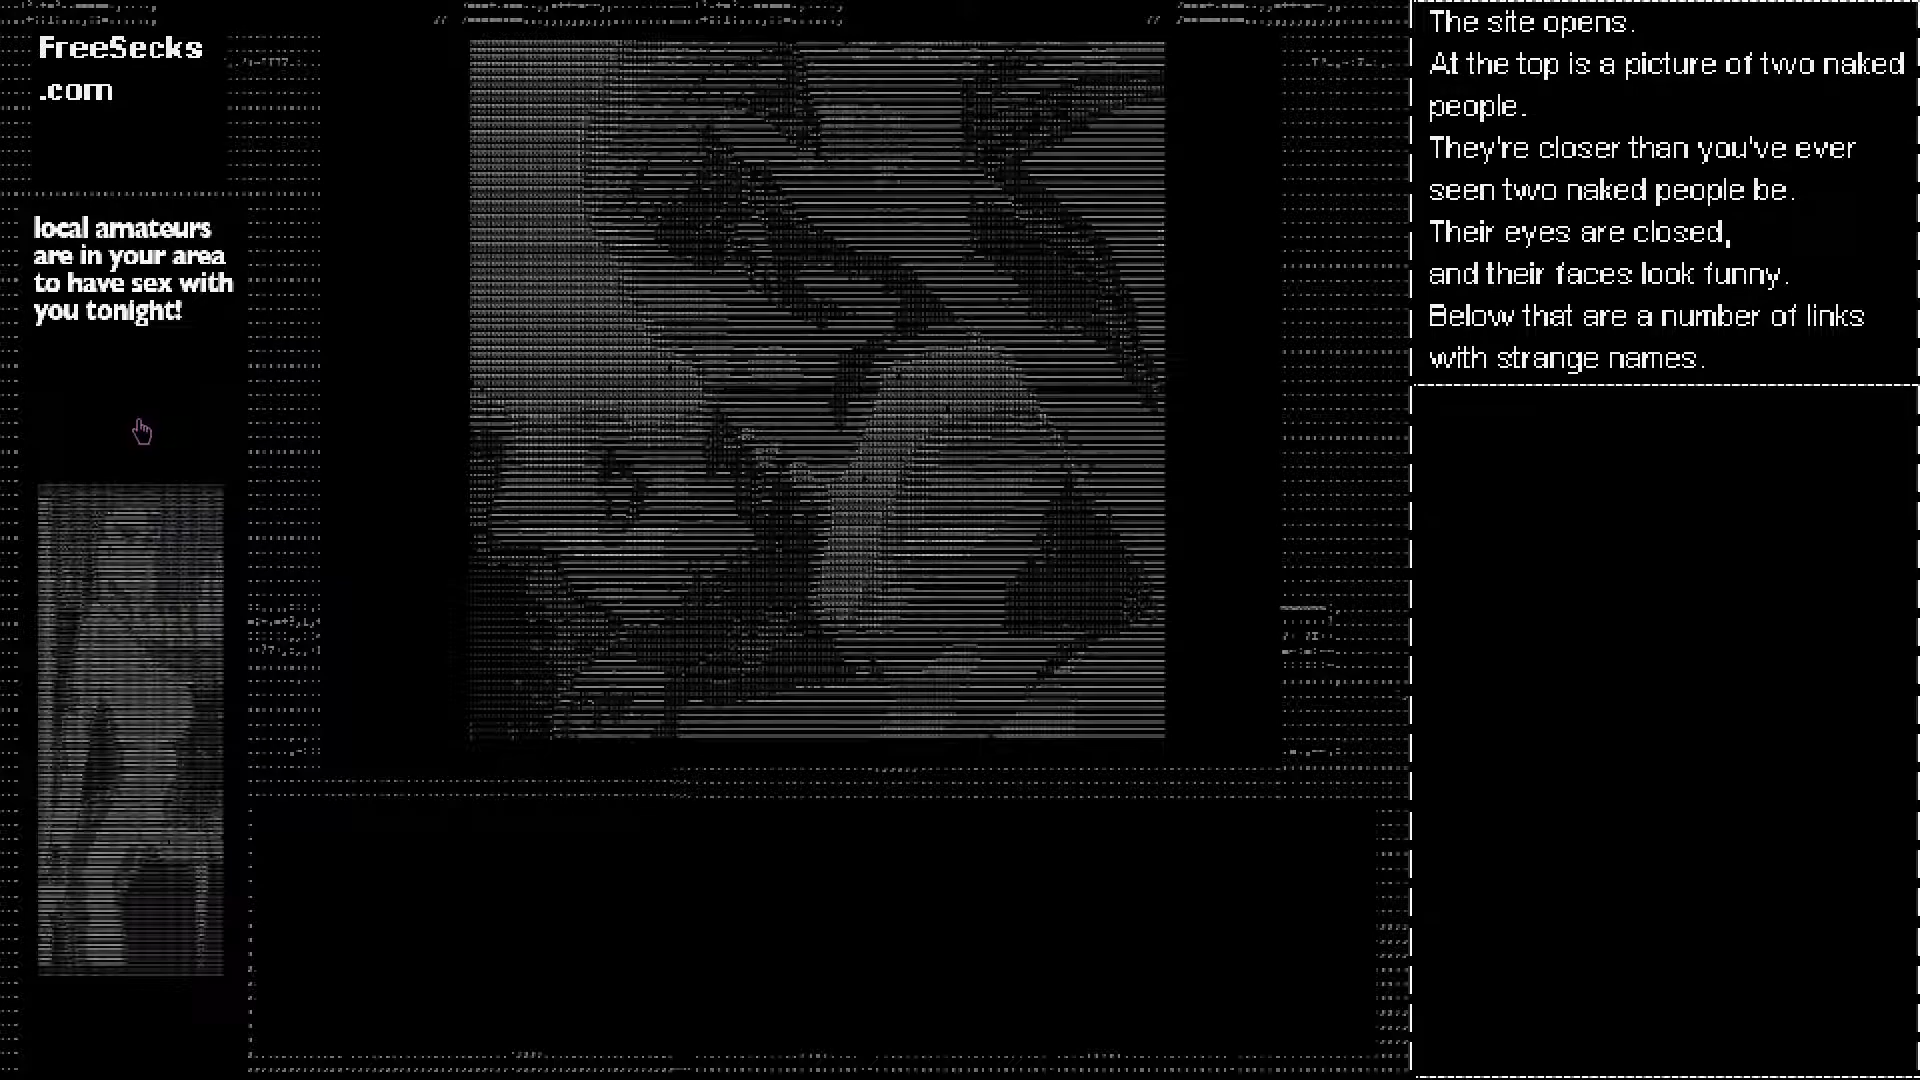 FreeSecks
.com
local amateurs
are in your area
to have sex with
you tonight!
The site opens.
At the top is a picture of two naked
people.
They're closer than you've ever
seen two naked people be.
Their eyes are closed,
and their faces look funny.
Below that are a number of links
with strange names.